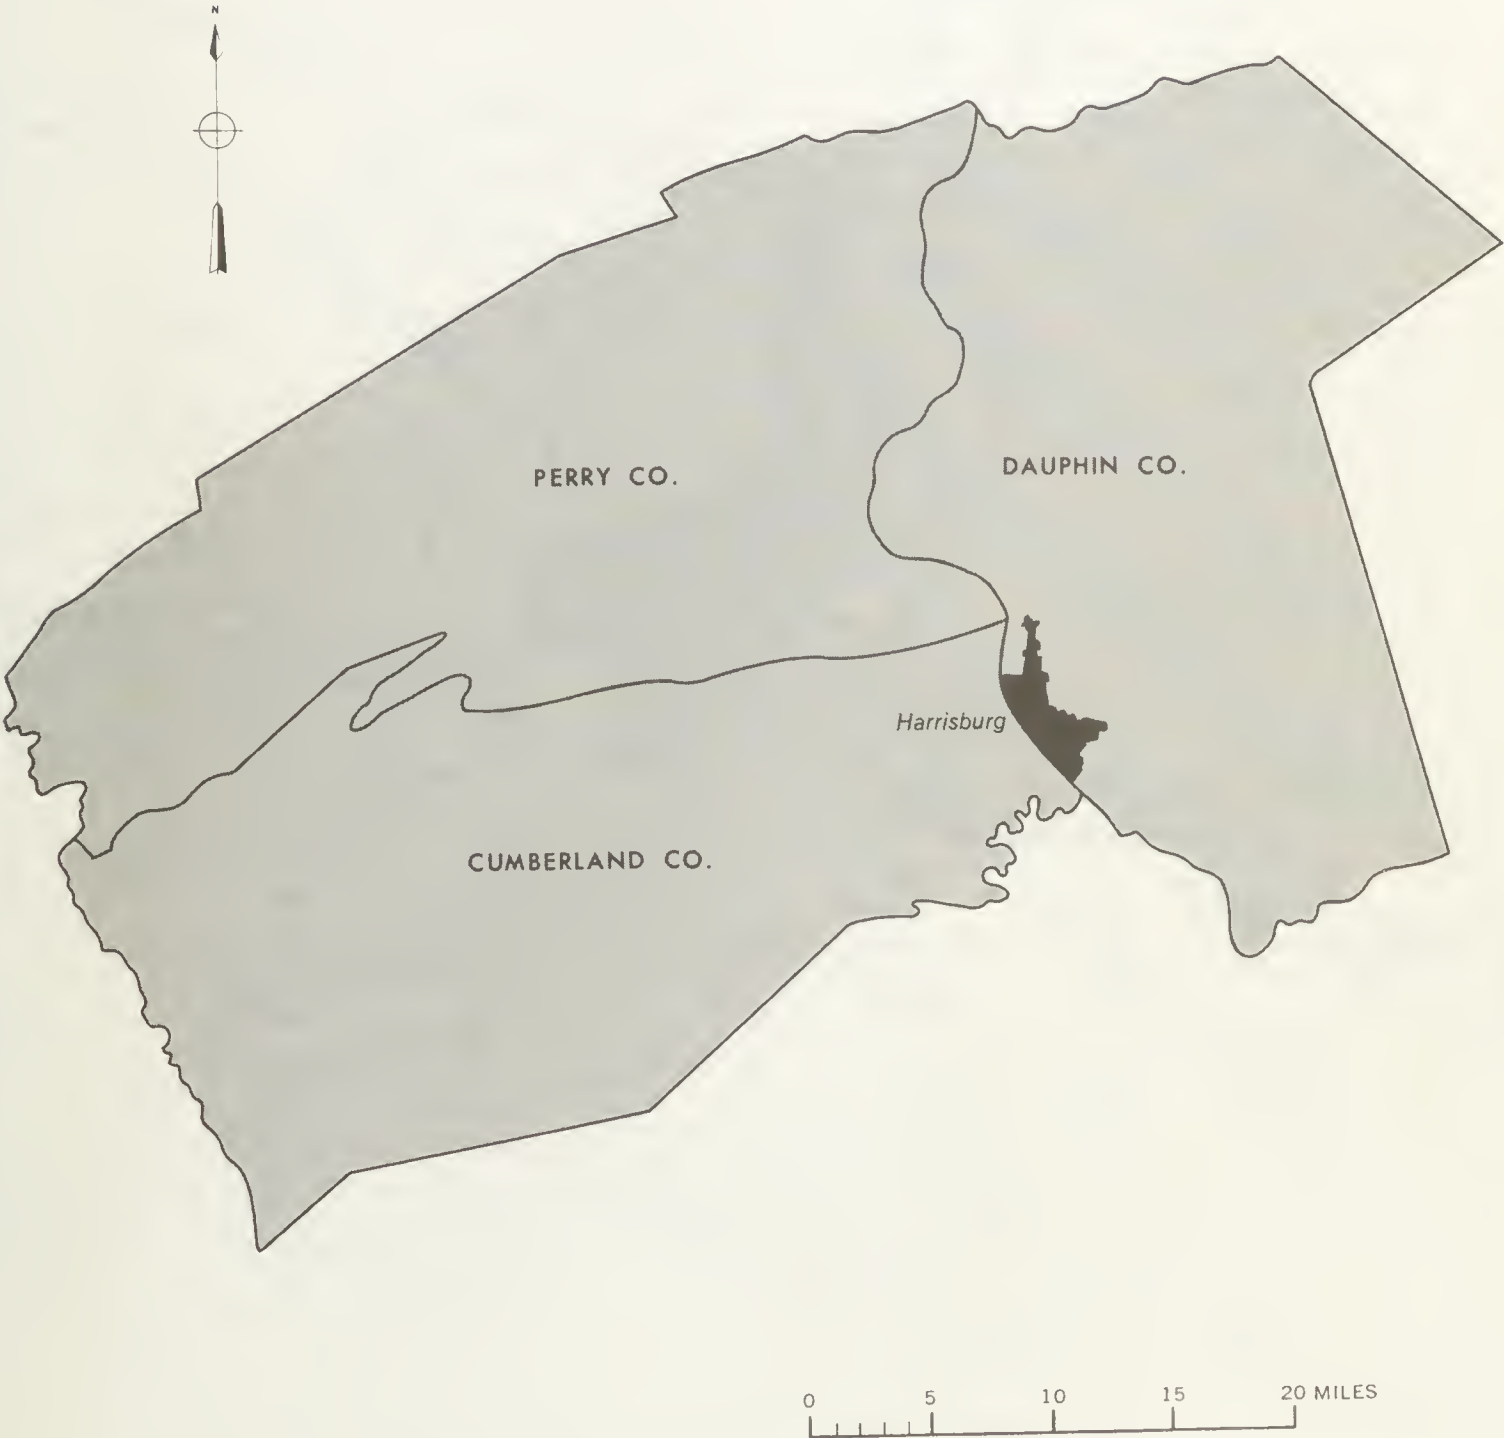 N
PERRY CO.
DAUPHIN CO.
Harrisburg
CUMBERLAND CO.
0 5 10 15 20 MILES